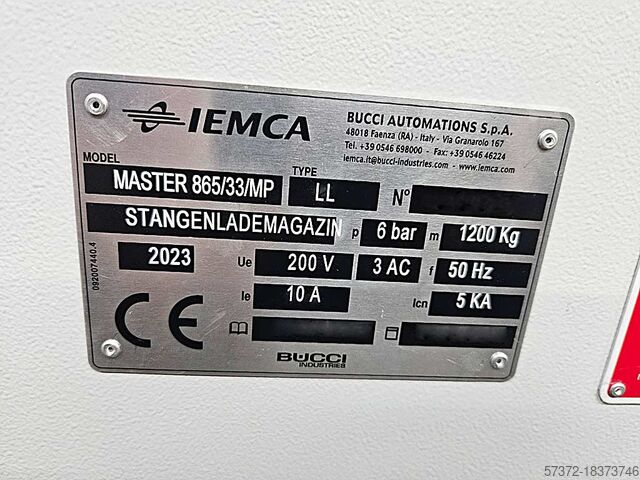 IEMCA
BUCCI AUTOMATIONS S.p.A.
48018 Faenza (RA) - Italy - Via Granarolo 167
Tel. +39 0546 698000 - Fax: +39 0546 46224
iemca.it@bucci-industries.com - www.iemca.com
MODEL MASTER 865/33/MP TYPE LL N°
STANGENLADEMAGAZIN p 6 bar m 1200 Kg
2023 Ue 200 V 3 AC f 50 Hz
Ie 10 A Icn 5 KA
CE
092007440.4
BUCCI
INDUSTRIES
57372-18373746